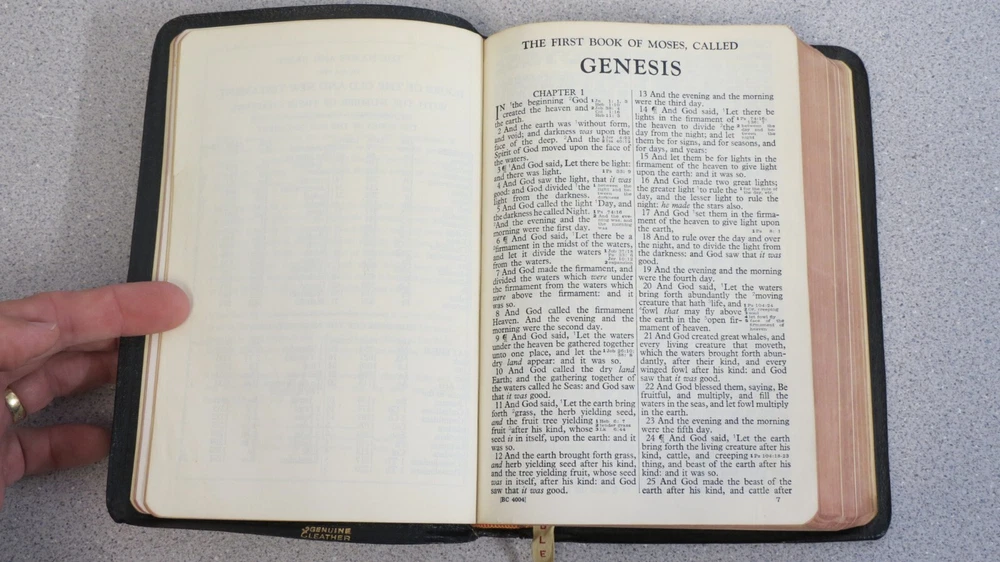 THE FIRST BOOK OF MOSES, CALLED
GENESIS
CHAPTER 1
IN ¹the beginning ²God
created the heaven and
the earth.
2 And the earth was ¹without form,
and void; and darkness was upon the
face of the deep. ²And the
Spirit of God moved upon the face of
the waters.
3 ¶ ¹And God said, Let there be light:
and there was light.
4 And God saw the light, that it was
good: and God divided ¹the
light from the darkness.
5 And God called the light ¹Day, and
the darkness he called Night.
²And the evening and the
morning were the first day.
6 ¶ And God said, ¹Let there be a
²firmament in the midst of the waters,
and let it divide the waters
from the waters.
7 And God made the firmament, and
divided the waters which were under
the firmament from the waters which
were above the firmament: and it
was so.
8 And God called the firmament
Heaven. And the evening and the
morning were the second day.
9 ¶ And God said, ¹Let the waters
under the heaven be gathered together
unto one place, and let the
dry land appear: and it was so.
10 And God called the dry land
Earth; and the gathering together of
the waters called he Seas: and God saw
that it was good.
11 And God said, ¹Let the earth bring
forth ²grass, the herb yielding seed,
and the fruit tree yielding
fruit ³after his kind, whose
seed is in itself, upon the earth: and it
was so.
12 And the earth brought forth grass,
and herb yielding seed after his kind,
and the tree yielding fruit, whose seed
was in itself, after his kind: and God
saw that it was good.
[BC 4004]
13 And the evening and the morning
were the third day.
14 ¶ And God said, ¹Let there be
lights in the firmament of
the heaven to divide ²the
day from the night; and let
them be for signs, and for seasons, and
for days, and years:
15 And let them be for lights in the
firmament of the heaven to give light
upon the earth: and it was so.
16 And God made two great lights;
the greater light ¹to rule the
day, and the lesser light to rule the
night: he made the stars also.
17 And God ¹set them in the firma-
ment of the heaven to give light upon
the earth,
18 And to rule over the day and over
the night, and to divide the light from
the darkness: and God saw that it was
good.
19 And the evening and the morning
were the fourth day.
20 And God said, ¹Let the waters
bring forth abundantly the ²moving
creature that hath ³life, and
⁴fowl that may fly above
the earth in the ⁵open fir-
mament of heaven.
21 And God created great whales, and
every living creature that moveth,
which the waters brought forth abun-
dantly, after their kind, and every
winged fowl after his kind: and God
saw that it was good.
22 And God blessed them, saying, Be
fruitful, and multiply, and fill the
waters in the seas, and let fowl multiply
in the earth.
23 And the evening and the morning
were the fifth day.
24 ¶ And God said, ¹Let the earth
bring forth the living creature after his
kind, cattle, and creeping
thing, and beast of the earth after his
kind: and it was so.
25 And God made the beast of the
earth after his kind, and cattle after
7
GENUINE
LEATHER